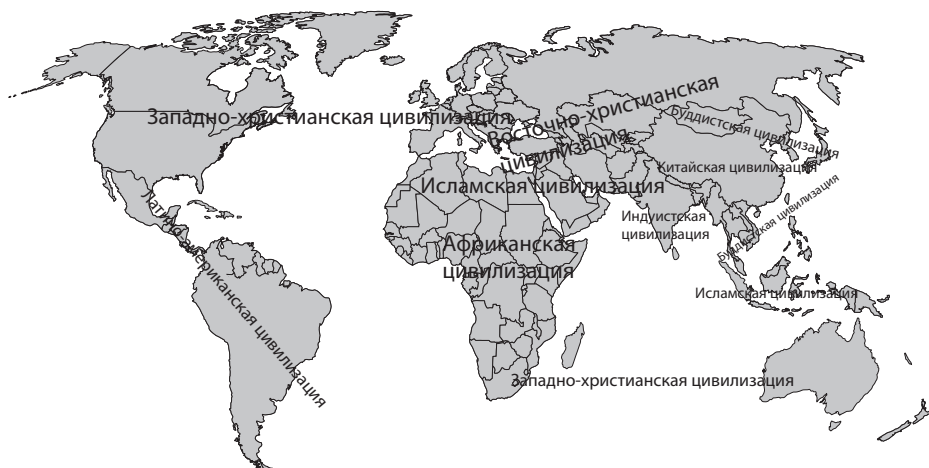 Западно-христианская цивилизация
Восточно-христианская
цивилизация
Буддистская цивилизация
Китайская цивилизация
Исламская цивилизация
Латиноамериканская цивилизация
Индуистская
цивилизация
Буддистская цивилизация
Африканская
цивилизация
Исламская цивилизация
Западно-христианская цивилизация